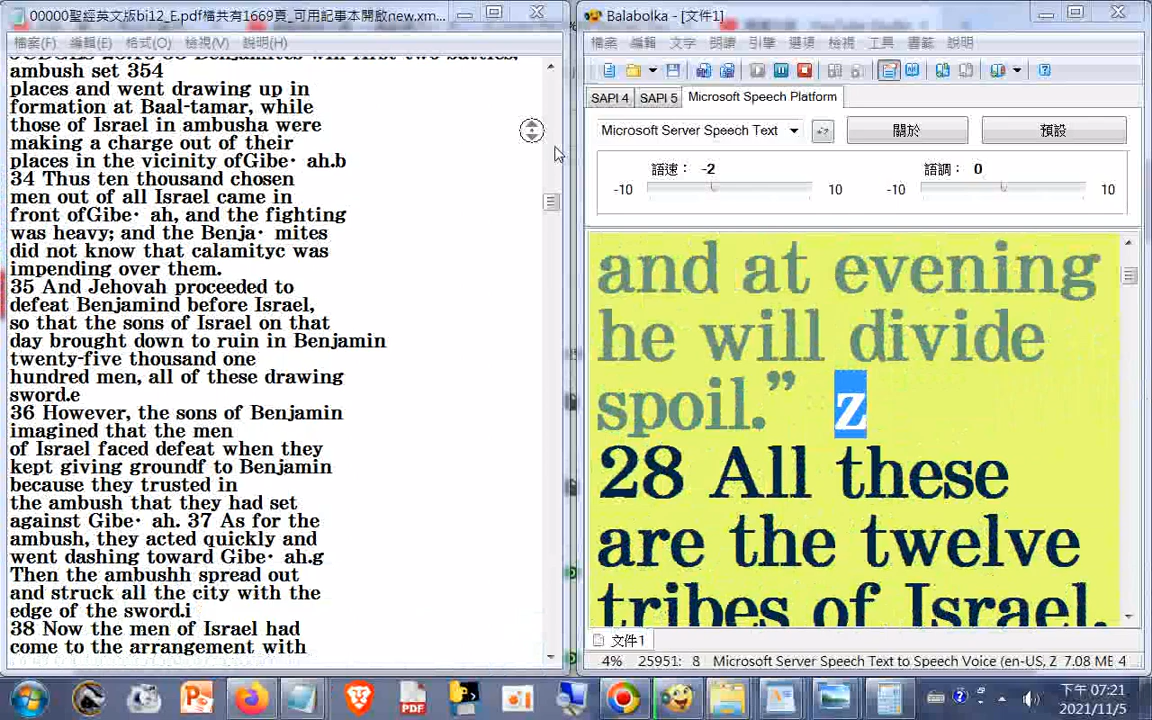 00000聖經英文版bi12_E.pdf檔共有1669頁_可用記事本開啟new.xm...
檔案(F) 編輯(E) 格式(O) 檢視(V) 說明(H)
ambush set 354
places and went drawing up in
formation at Baal-tamar, while
those of Israel in ambusha were
making a charge out of their
places in the vicinity ofGibe· ah.b
34 Thus ten thousand chosen
men out of all Israel came in
front ofGibe· ah, and the fighting
was heavy; and the Benja· mites
did not know that calamityc was
impending over them.
35 And Jehovah proceeded to
defeat Benjamind before Israel,
so that the sons of Israel on that
day brought down to ruin in Benjamin
twenty-five thousand one
hundred men, all of these drawing
sword.e
36 However, the sons of Benjamin
imagined that the men
of Israel faced defeat when they
kept giving groundf to Benjamin
because they trusted in
the ambush that they had set
against Gibe· ah. 37 As for the
ambush, they acted quickly and
went dashing toward Gibe· ah.g
Then the ambushh spread out
and struck all the city with the
edge of the sword.i
38 Now the men of Israel had
come to the arrangement with
Balabolka - [文件1]
檔案 編輯 文字 朗讀 引擎 選項 檢視 工具 書籤 說明
SAPI 4 SAPI 5 Microsoft Speech Platform
Microsoft Server Speech Text 關於 預設
語速： -2 語調： 0
-10 10 -10 10
and at evening
he will divide
spoil.” z
28 All these
are the twelve
tribes of Israel.
文件1
4% 25951: 8 Microsoft Server Speech Text to Speech Voice (en-US, Z 7.08 ME 4
下午 07:21
2021/11/5